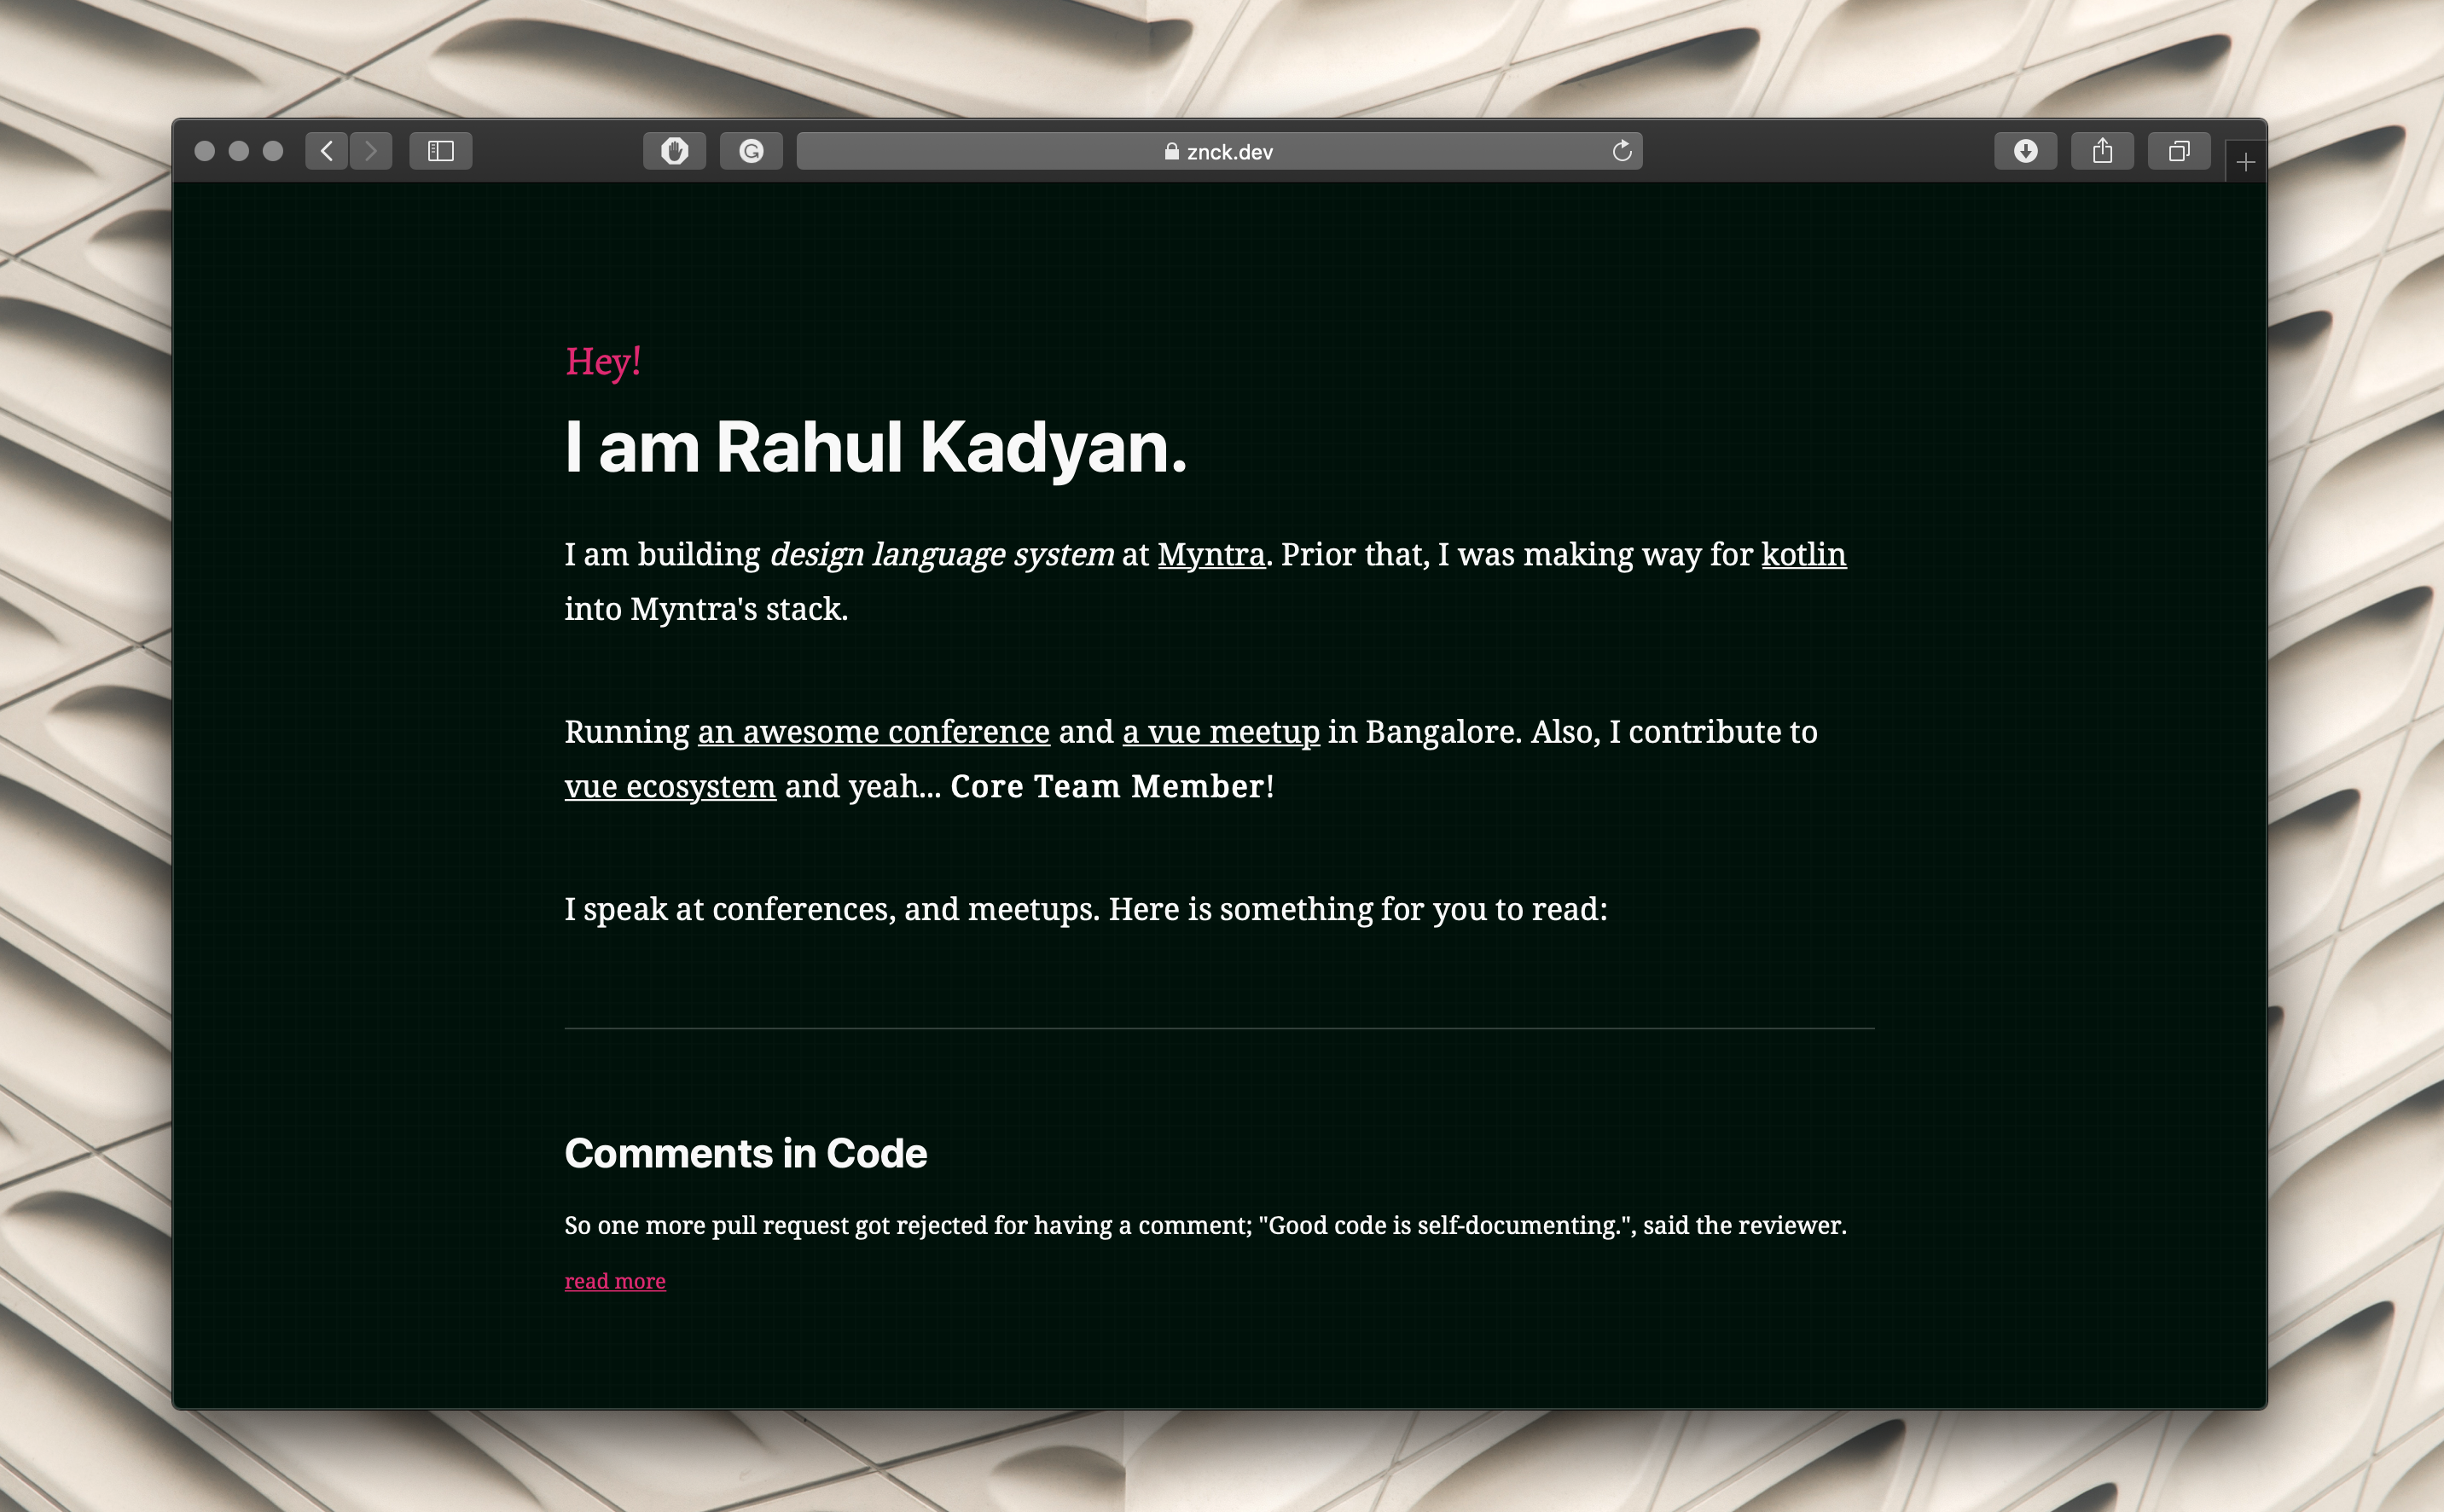 znck.dev
Hey!
I am Rahul Kadyan.
I am building design language system at Myntra. Prior that, I was making way for kotlin
into Myntra's stack.
Running an awesome conference and a vue meetup in Bangalore. Also, I contribute to
vue ecosystem and yeah... Core Team Member!
I speak at conferences, and meetups. Here is something for you to read:
Comments in Code
So one more pull request got rejected for having a comment; "Good code is self-documenting.", said the reviewer.
read more